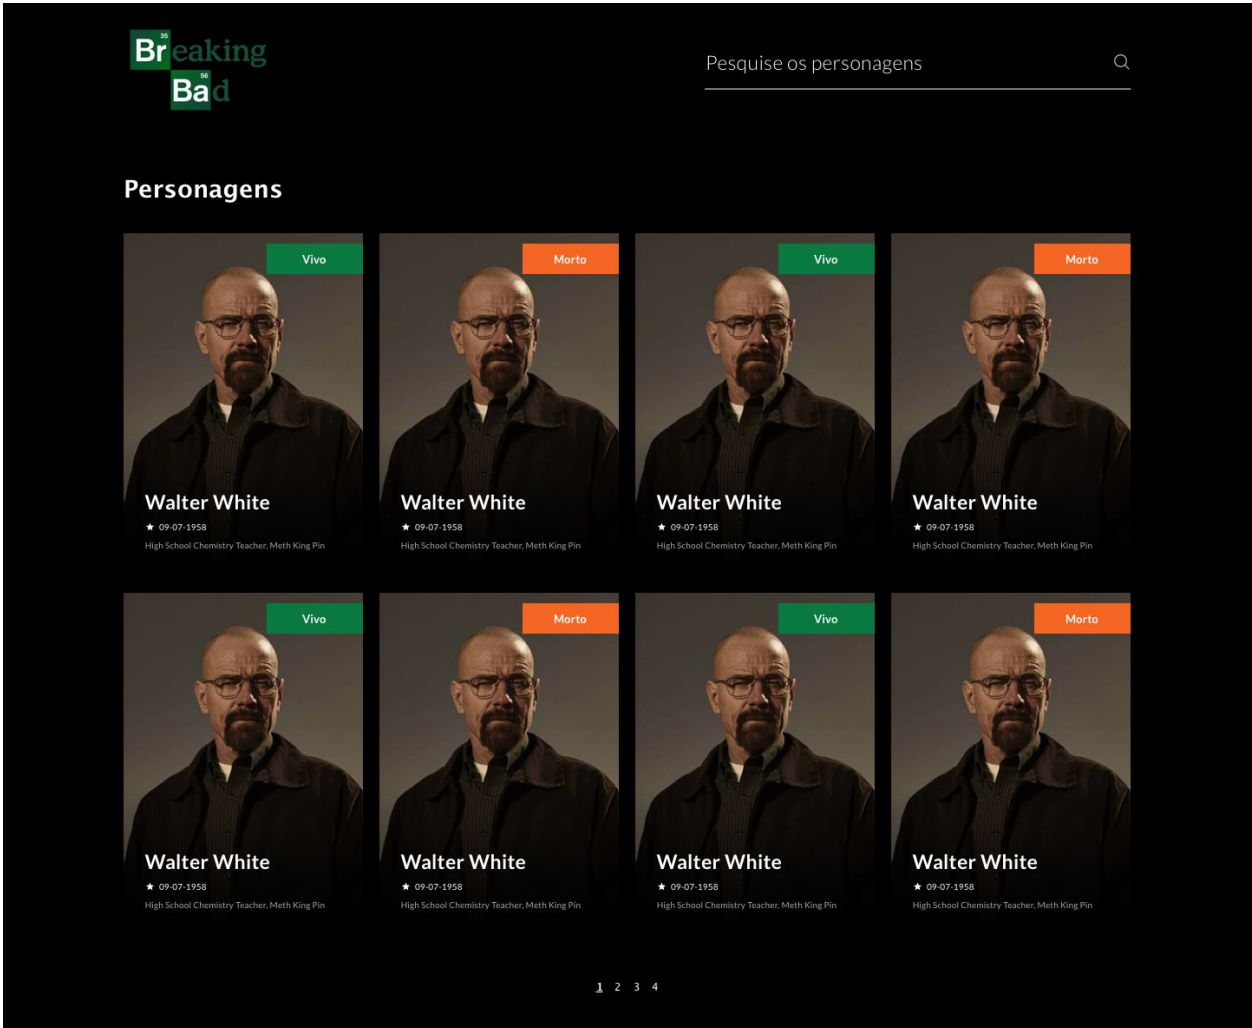 35
Breaking
56
Bad
Pesquise os personagens
Personagens
Vivo
Morto
Vivo
Morto
Walter White
Walter White
Walter White
Walter White
★ 09-07-1958
★ 09-07-1958
★ 09-07-1958
★ 09-07-1958
High School Chemistry Teacher, Meth King Pin
High School Chemistry Teacher, Meth King Pin
High School Chemistry Teacher, Meth King Pin
High School Chemistry Teacher, Meth King Pin
Vivo
Morto
Vivo
Morto
Walter White
Walter White
Walter White
Walter White
★ 09-07-1958
★ 09-07-1958
★ 09-07-1958
★ 09-07-1958
High School Chemistry Teacher, Meth King Pin
High School Chemistry Teacher, Meth King Pin
High School Chemistry Teacher, Meth King Pin
High School Chemistry Teacher, Meth King Pin
1 2 3 4